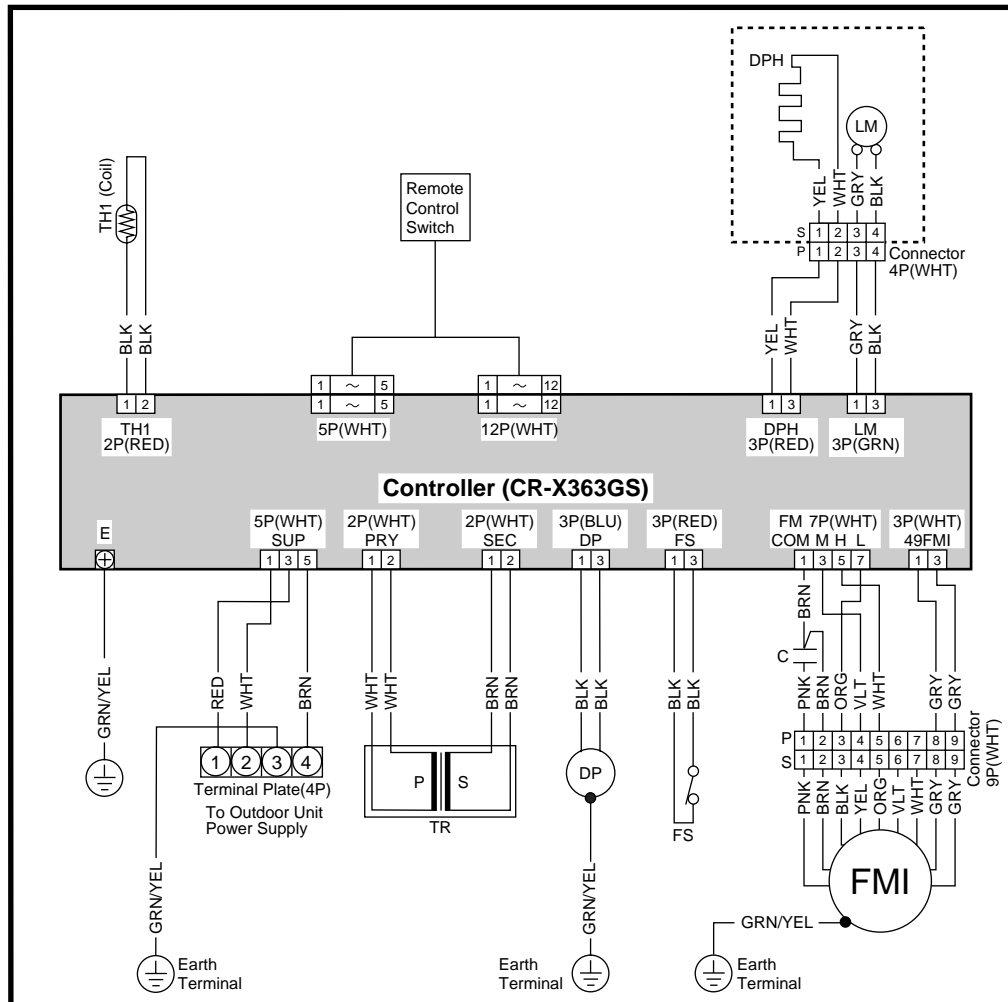 DPH
LM
YEL
WHT
GRY
BLK
S 1 2 3 4
P 1 2 3 4
Connector
4P(WHT)
TH1 (Coil)
Remote
Control
Switch
BLK
BLK
YEL
WHT
GRY
BLK
1 2
1 ~ 5
1 ~ 5
1 ~ 12
1 ~ 12
1 3
1 3
TH1
2P(RED)
5P(WHT)
12P(WHT)
DPH
3P(RED)
LM
3P(GRN)
Controller (CR-X363GS)
E
5P(WHT)
SUP
2P(WHT)
PRY
2P(WHT)
SEC
3P(BLU)
DP
3P(RED)
FS
FM 7P(WHT)
COM M H L
3P(WHT)
49FMI
1 3 5
1 2
1 2
1 3
1 3
1 3 5 7
1 3
BRN
C
GRN/YEL
RED
WHT
BRN
WHT
WHT
BRN
BRN
BLK
BLK
BLK
BLK
PNK
BRN
ORG
VLT
WHT
GRY
GRY
P 1 2 3 4 5 6 7 8 9
S 1 2 3 4 5 6 7 8 9
Connector
9P(WHT)
1 2 3 4
Terminal Plate(4P)
To Outdoor Unit
Power Supply
P S
TR
DP
FS
PNK
BRN
BLK
YEL
ORG
VLT
WHT
GRY
GRY
FMI
GRN/YEL
GRN/YEL
GRN/YEL
Earth
Terminal
Earth
Terminal
Earth
Terminal